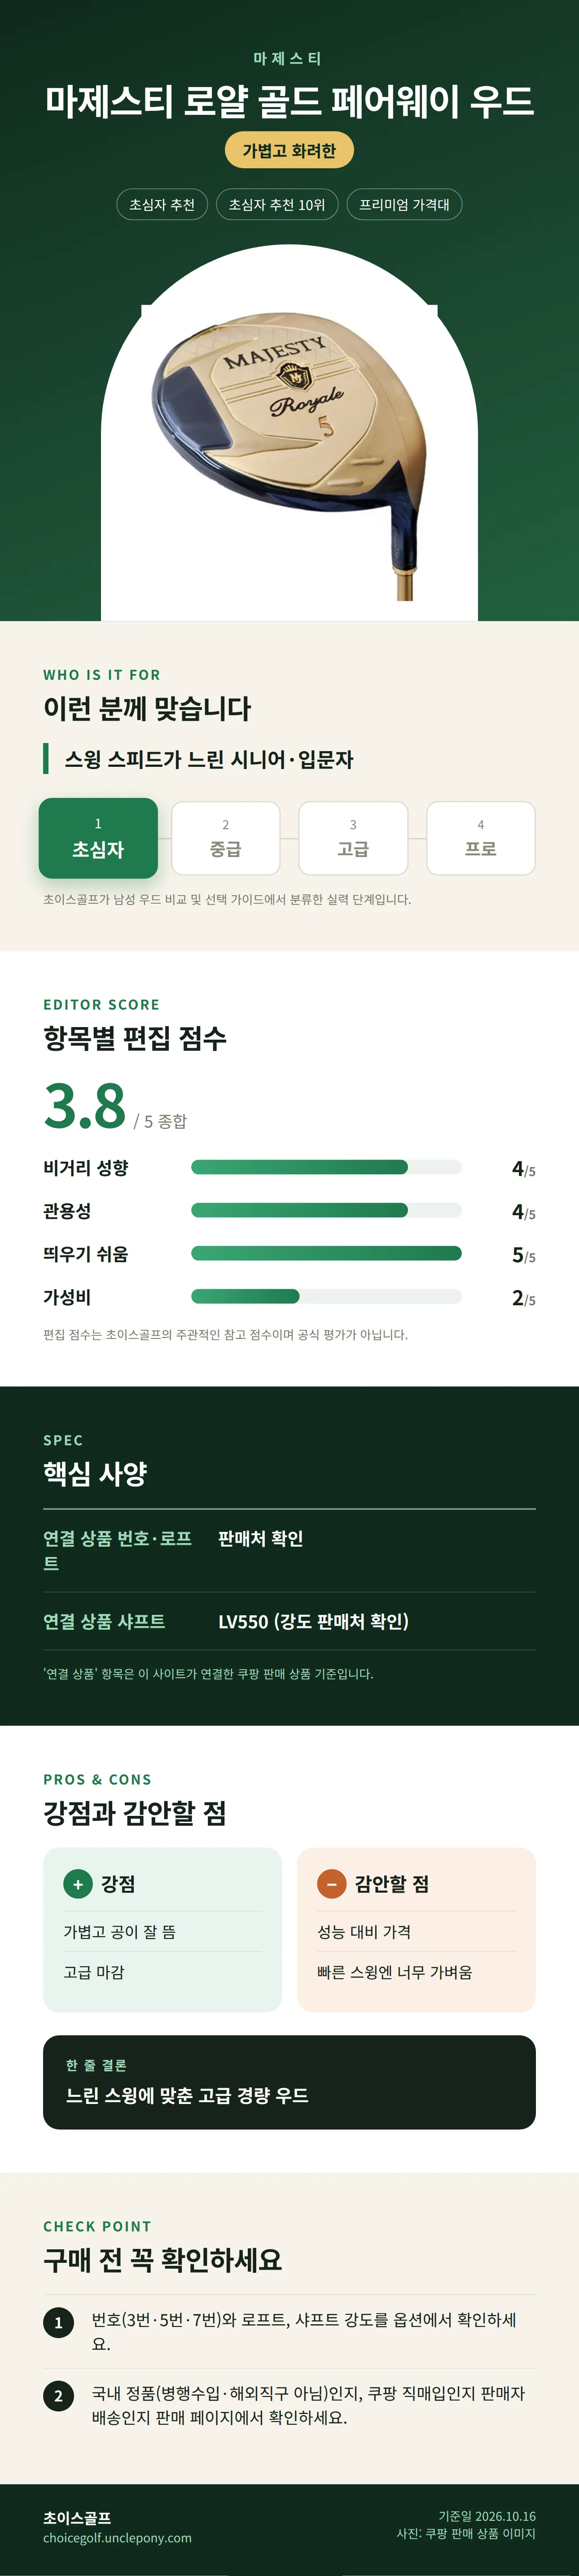 마제스티
마제스티 로얄 골드 페어웨이 우드
가볍고 화려한
초심자 추천
초심자 추천 10위
프리미엄 가격대
MAJESTY
M
Royale
5
WHO IS IT FOR
이런 분께 맞습니다
스윙 스피드가 느린 시니어·입문자
1
초심자
2
중급
3
고급
4
프로
초이스골프가 남성 우드 비교 및 선택 가이드에서 분류한 실력 단계입니다.
EDITOR SCORE
항목별 편집 점수
3.8 / 5 종합
비거리 성향 4/5
관용성 4/5
띄우기 쉬움 5/5
가성비 2/5
편집 점수는 초이스골프의 주관적인 참고 점수이며 공식 평가가 아닙니다.
SPEC
핵심 사양
연결 상품 번호·로프 판매처 확인
트
연결 상품 샤프트 LV550 (강도 판매처 확인)
'연결 상품' 항목은 이 사이트가 연결한 쿠팡 판매 상품 기준입니다.
PROS & CONS
강점과 감안할 점
+ 강점
가볍고 공이 잘 뜸
고급 마감
− 감안할 점
성능 대비 가격
빠른 스윙엔 너무 가벼움
한 줄 결론
느린 스윙에 맞춘 고급 경량 우드
CHECK POINT
구매 전 꼭 확인하세요
1 번호(3번·5번·7번)와 로프트, 샤프트 강도를 옵션에서 확인하세
요.
2 국내 정품(병행수입·해외직구 아님)인지, 쿠팡 직매입인지 판매자
배송인지 판매 페이지에서 확인하세요.
초이스골프
choicegolf.unclepony.com
기준일 2026.10.16
사진: 쿠팡 판매 상품 이미지